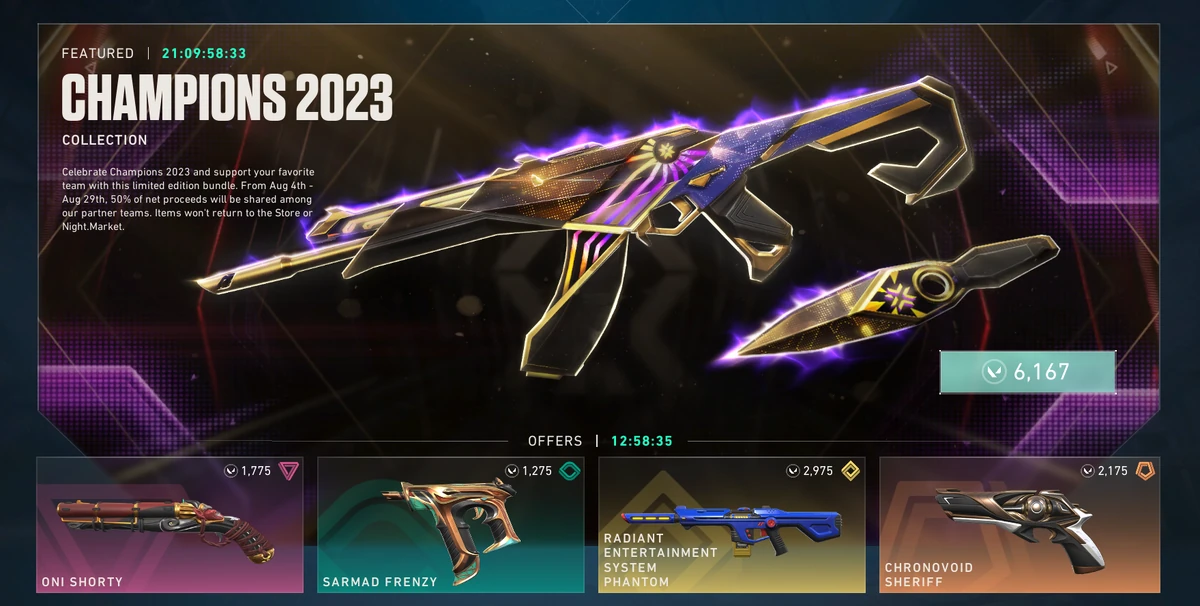 FEATURED | 21:09:58:33
CHAMPIONS 2023
COLLECTION
Celebrate Champions 2023 and support your favorite
team with this limited edition bundle. From Aug 4th -
Aug 29th, 50% of net proceeds will be shared among
our partner teams. Items won't return to the Store or
Night.Market.
6,167
OFFERS | 12:58:35
1,775
ONI SHORTY
1,275
SARMAD FRENZY
2,975
RADIANT
ENTERTAINMENT
SYSTEM
PHANTOM
2,175
CHRONOVOID
SHERIFF